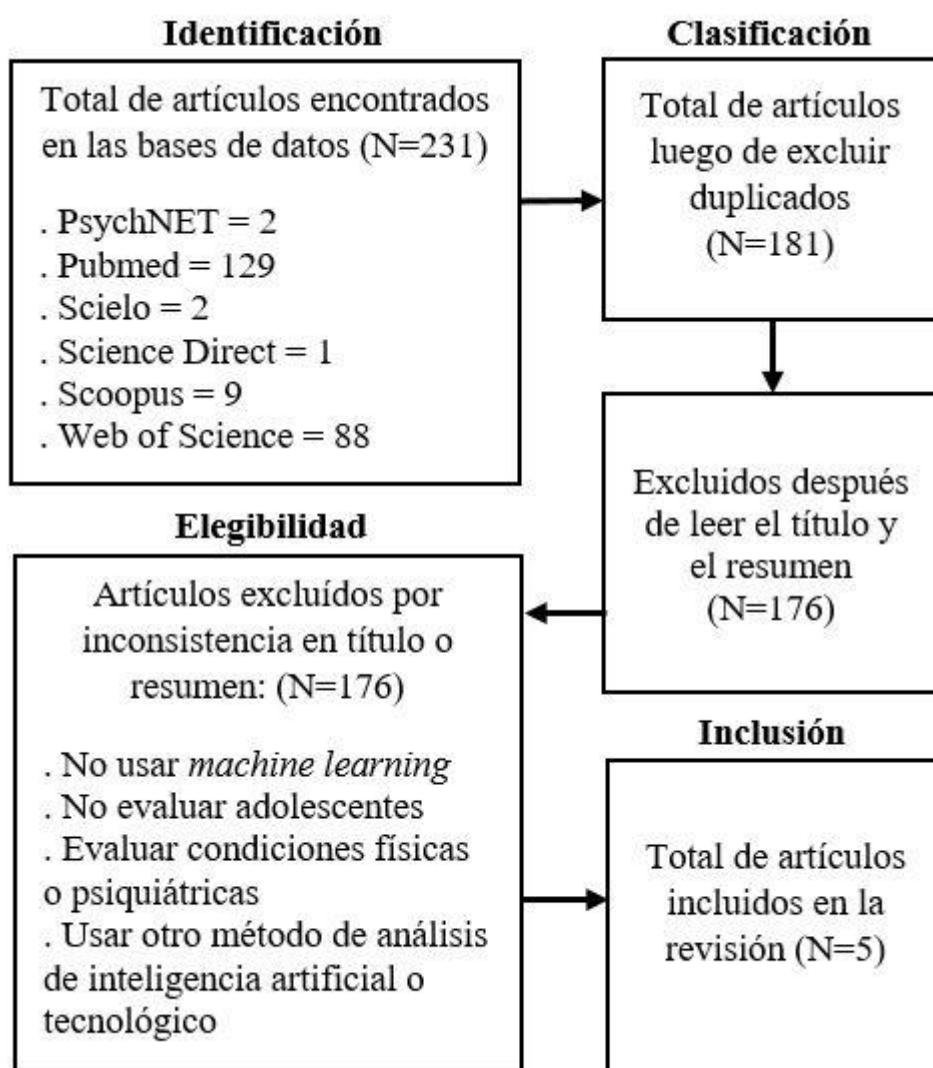 Identificación
Total de artículos encontrados
en las bases de datos (N=231)
. PsychNET = 2
. Pubmed = 129
. Scielo = 2
. Science Direct = 1
. Scoopus = 9
. Web of Science = 88
Clasificación
Total de artículos
luego de excluir
duplicados
(N=181)
Excluidos después
de leer el título y
el resumen
(N=176)
Elegibilidad
Artículos excluídos por
inconsistencia en título o
resumen: (N=176)
. No usar machine learning
. No evaluar adolescentes
. Evaluar condiciones físicas
o psiquiátricas
. Usar otro método de análisis
de inteligencia artificial o
tecnológico
Inclusión
Total de artículos
incluidos en la
revisión (N=5)